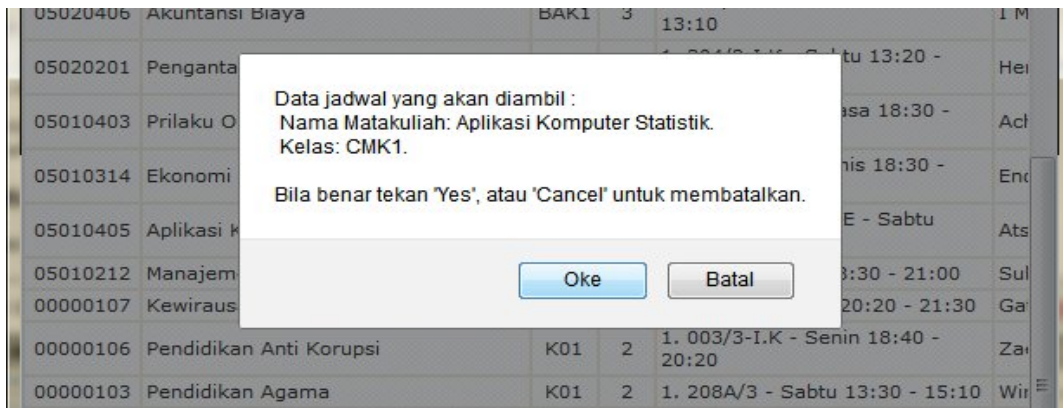 05020406 Akuntansi Biaya BAK1 3 13:10 I M
05020201 Penganta tu 13:20 - Her
05010403 Prilaku O asa 18:30 - Ach
05010314 Ekonomi nis 18:30 - End
05010405 Aplikasi K E - Sabtu Ats
05010212 Manajem 3:30 - 21:00 Sul
00000107 Kewiraus 20:20 - 21:30 Ga
00000106 Pendidikan Anti Korupsi K01 2 1. 003/3-I.K - Senin 18:40 - Za
20:20
00000103 Pendidikan Agama K01 2 1. 208A/3 - Sabtu 13:30 - 15:10 Wir
Data jadwal yang akan diambil :
Nama Matakuliah: Aplikasi Komputer Statistik.
Kelas: CMK1.
Bila benar tekan 'Yes', atau 'Cancel' untuk membatalkan.
Oke Batal